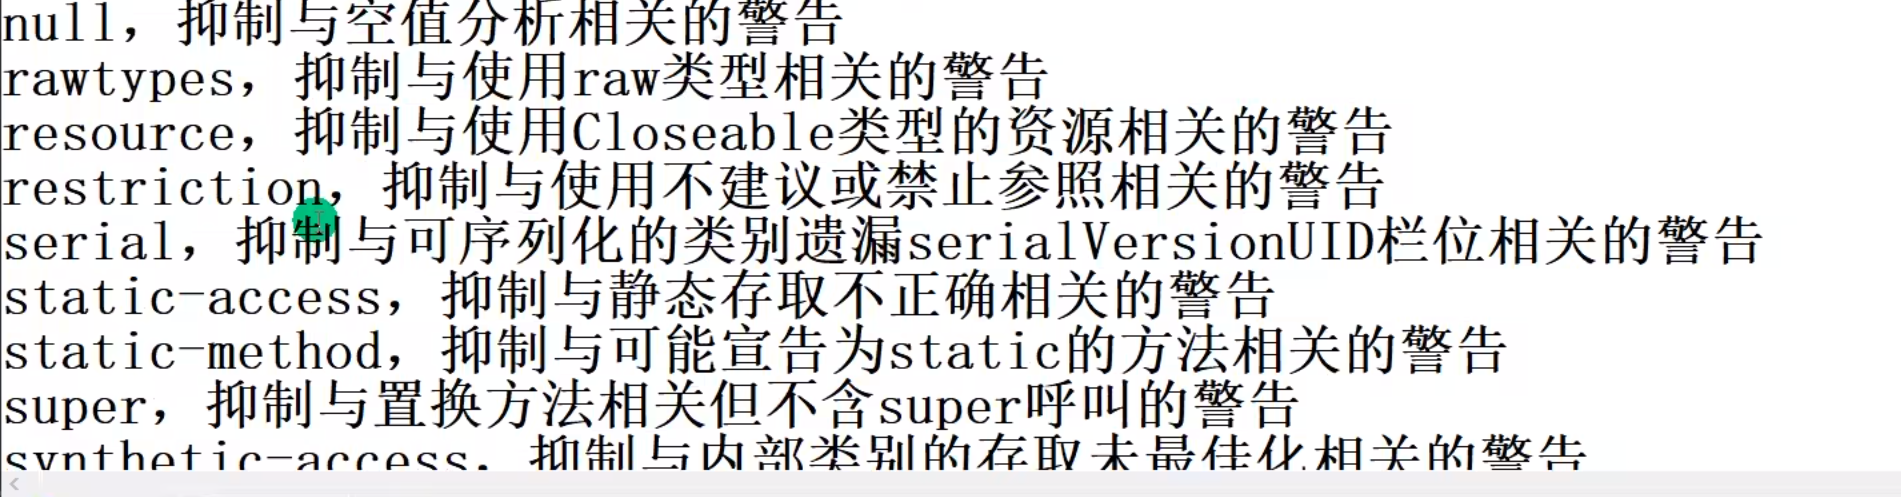 null，抑制与空值分析相关的警告
rawtypes，抑制与使用raw类型相关的警告
resource，抑制与使用Closeable类型的资源相关的警告
restriction，抑制与使用不建议或禁止参照相关的警告
serial，抑制与可序列化的类别遗漏serialVersionUID栏位相关的警告
static-access，抑制与静态存取不正确相关的警告
static-method，抑制与可能宣告为static的方法相关的警告
super，抑制与置换方法相关但不含super呼叫的警告
synthetic-access，抑制与内部类别的存取未最佳化相关的警告